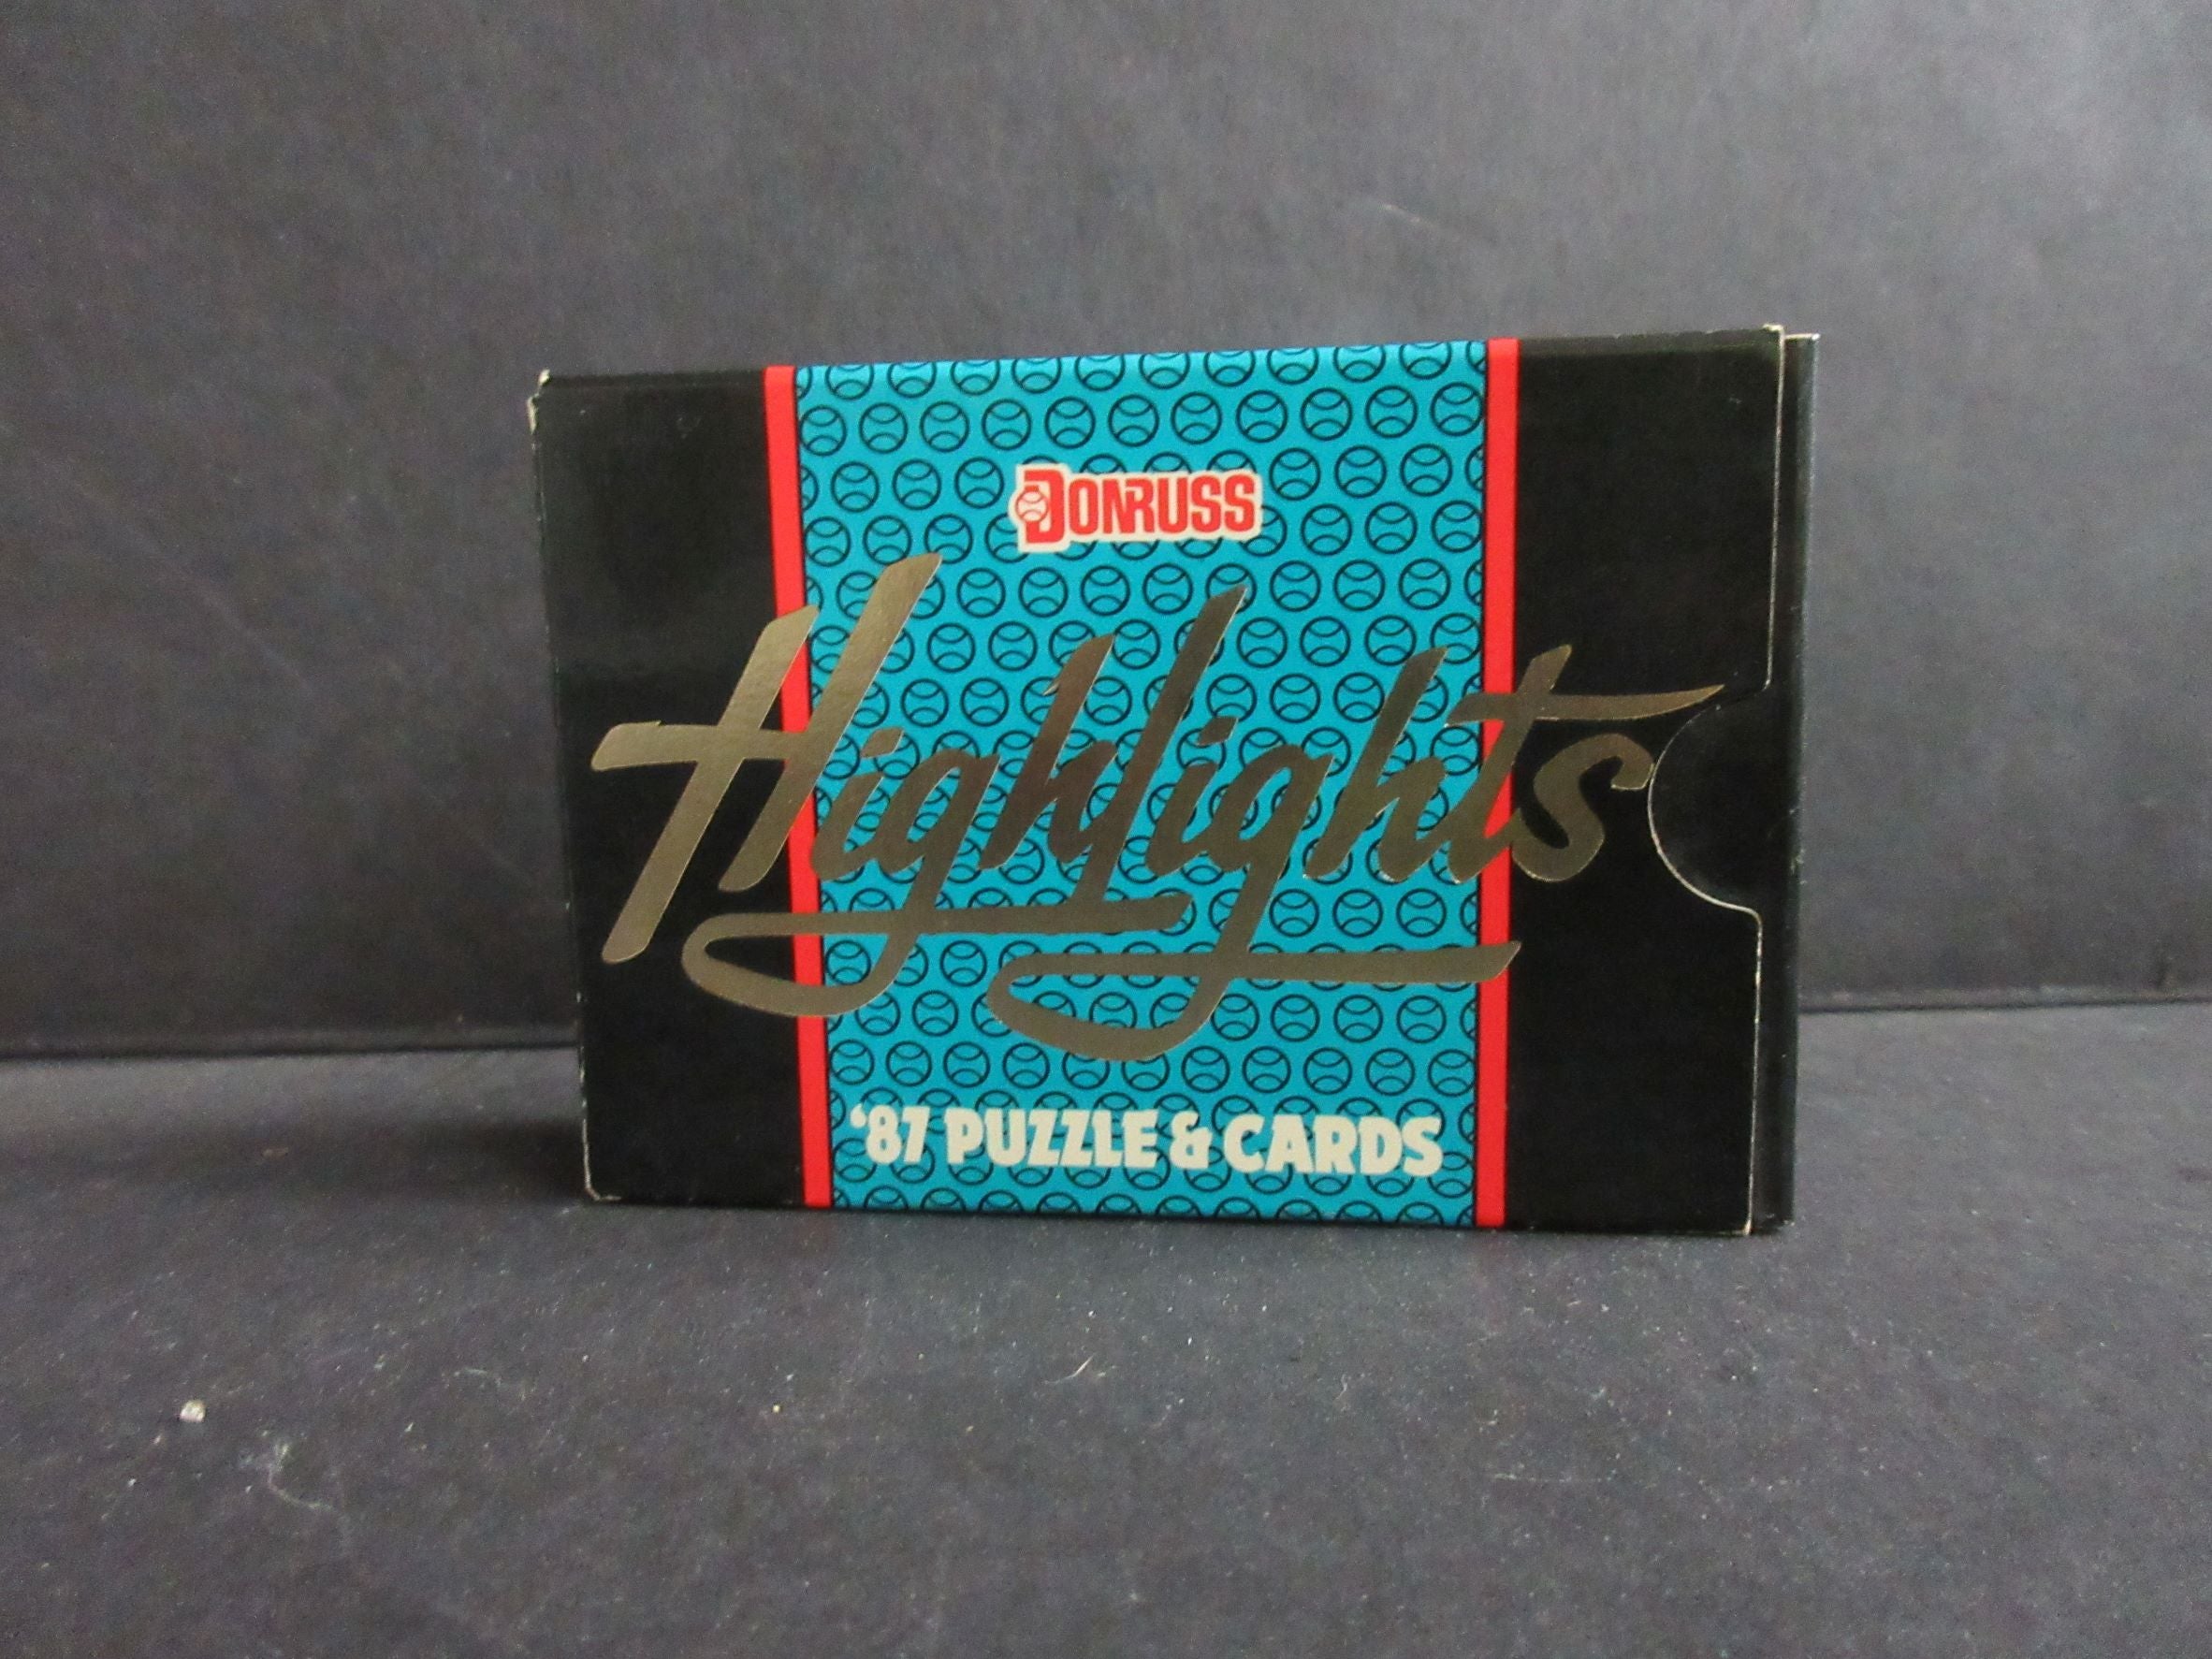 DONRUSS
Highlights
'87 PUZZLE & CARDS